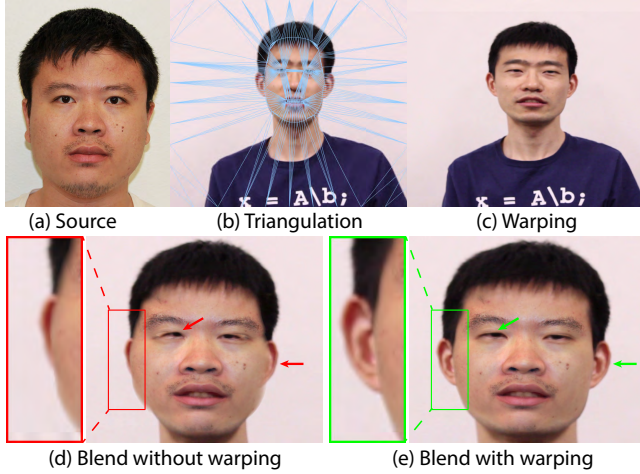 (a) Source
(b) Triangulation
(c) Warping
x = A\b;
x = A\b;
(d) Blend without warping
(e) Blend with warping